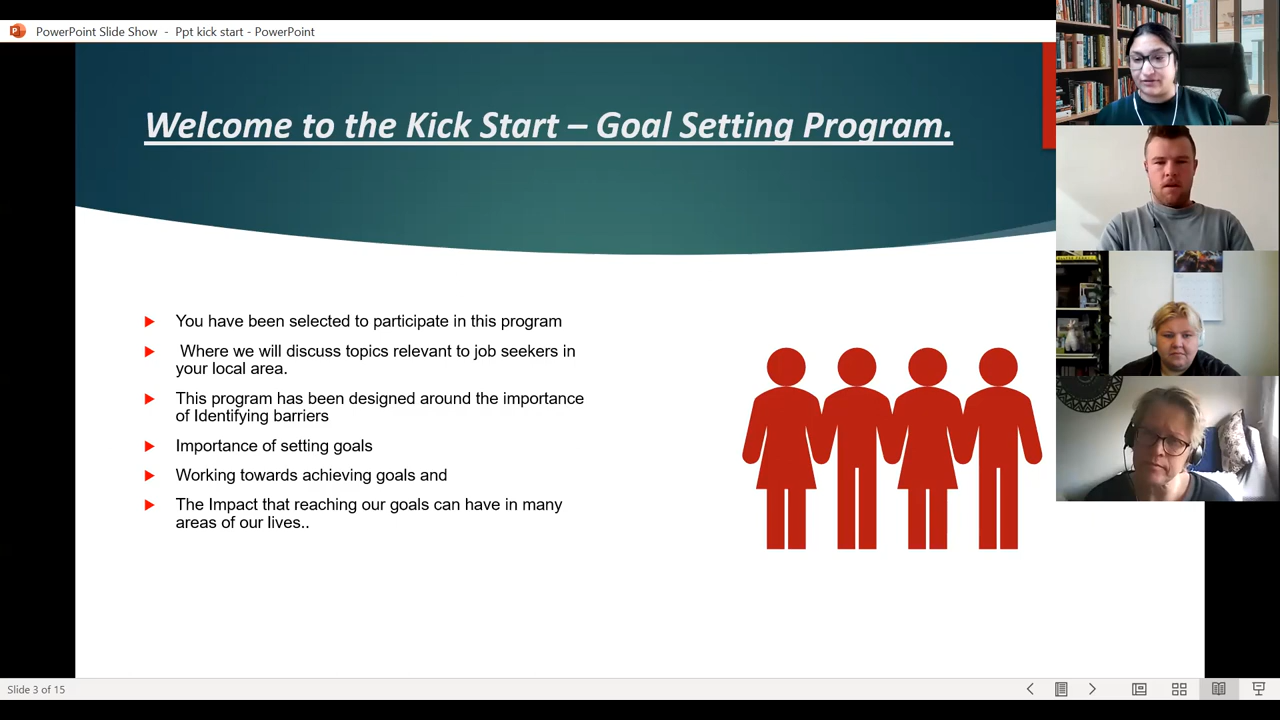 PowerPoint Slide Show - Ppt kick start - PowerPoint
Welcome to the Kick Start – Goal Setting Program.
You have been selected to participate in this program
Where we will discuss topics relevant to job seekers in
your local area.
This program has been designed around the importance
of Identifying barriers
Importance of setting goals
Working towards achieving goals and
The Impact that reaching our goals can have in many
areas of our lives..
Slide 3 of 15